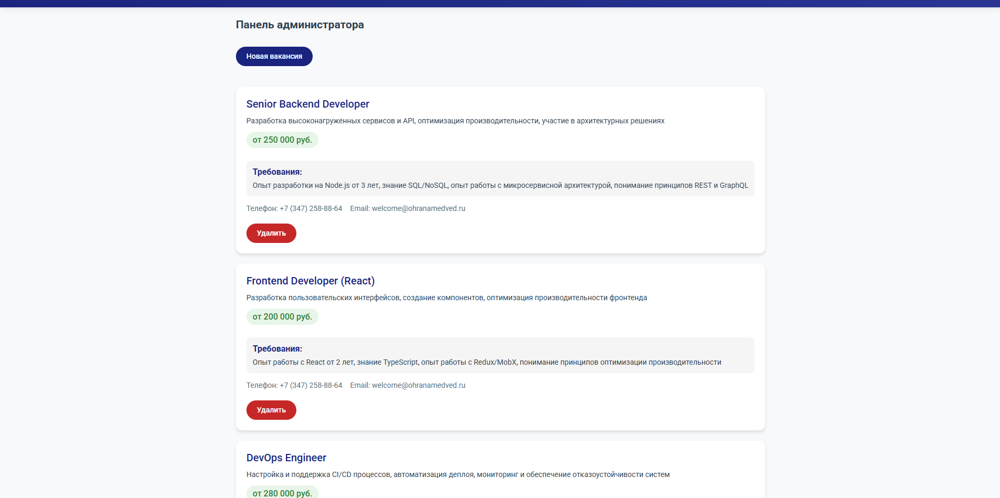 Панель администратора
Новая вакансия
Senior Backend Developer
Разработка высоконагруженных сервисов и API, оптимизация производительности, участие в архитектурных решениях
от 250 000 руб.
Требования:
Опыт разработки на Node.js от 3 лет, знание SQL/NoSQL, опыт работы с микросервисной архитектурой, понимание принципов REST и GraphQL
Телефон: +7 (347) 258-88-64 Email: welcome@ohranamedved.ru
Удалить
Frontend Developer (React)
Разработка пользовательских интерфейсов, создание компонентов, оптимизация производительности фронтенда
от 200 000 руб.
Требования:
Опыт работы с React от 2 лет, знание TypeScript, опыт работы с Redux/MobX, понимание принципов оптимизации производительности
Телефон: +7 (347) 258-88-64 Email: welcome@ohranamedved.ru
Удалить
DevOps Engineer
Настройка и поддержка CI/CD процессов, автоматизация деплоя, мониторинг и обеспечение отказоустойчивости систем
от 280 000 руб.